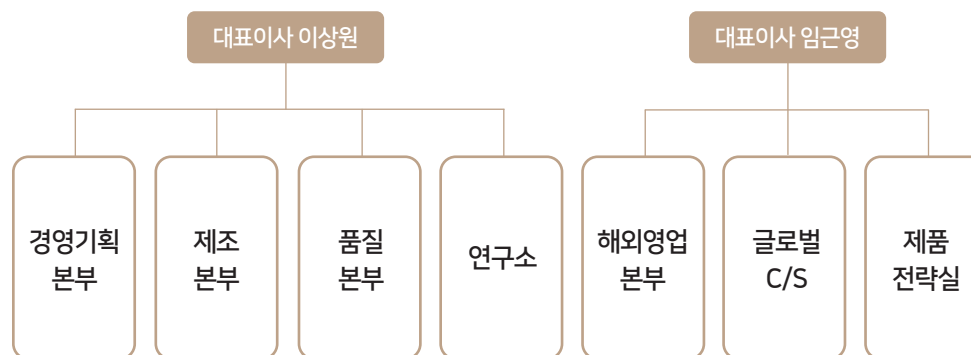 대표이사 이상원
대표이사 임근영
경영기획
본부
제조
본부
품질
본부
연구소
해외영업
본부
글로벌
C/S
제품
전략실